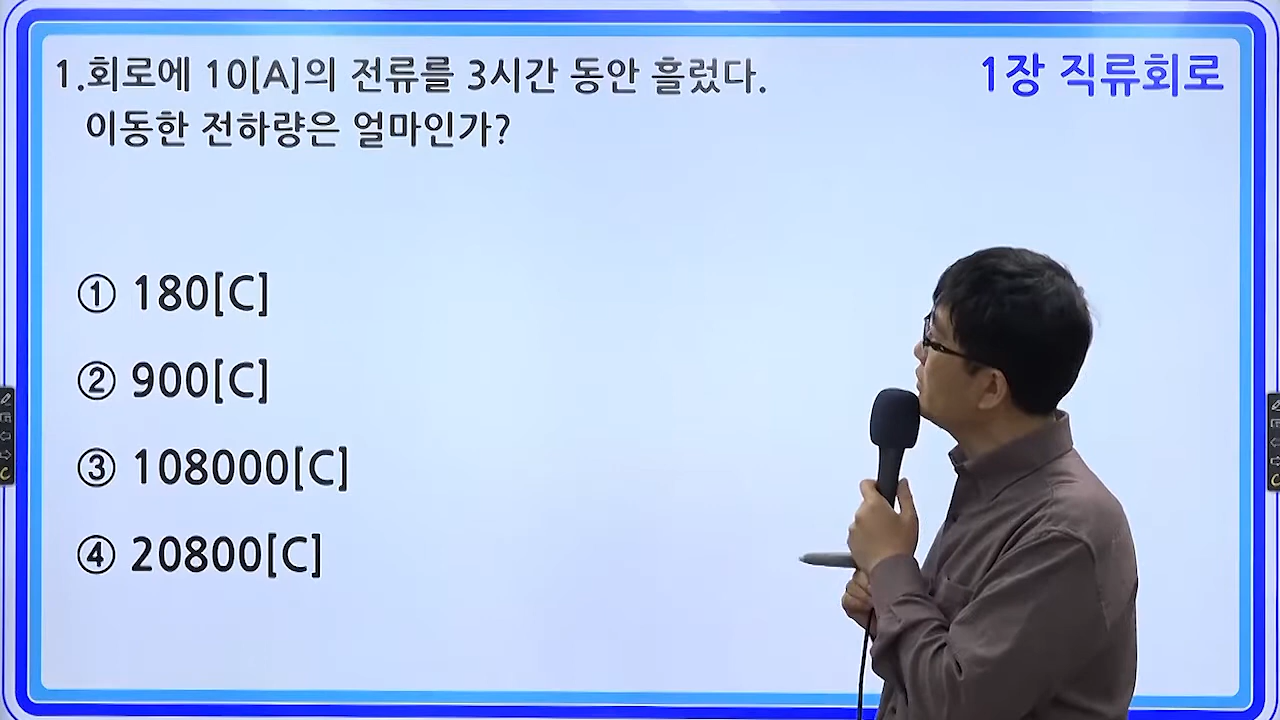 1.회로에 10[A]의 전류를 3시간 동안 흘렀다.
이동한 전하량은 얼마인가?
1장 직류회로
① 180[C]
② 900[C]
③ 108000[C]
④ 20800[C]